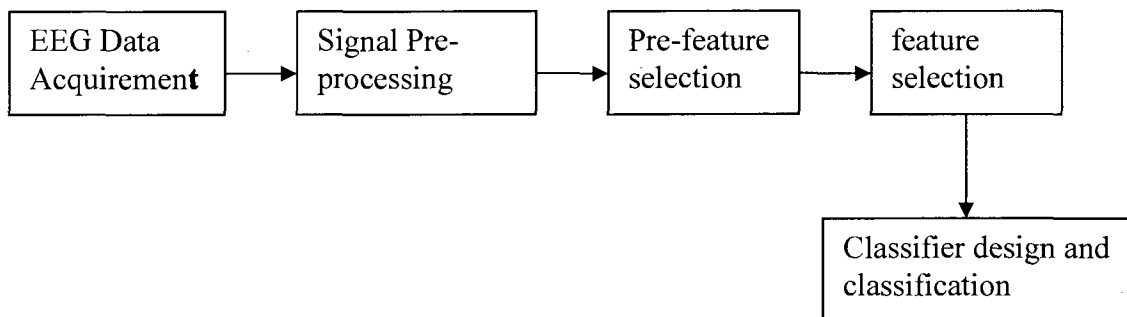 EEG Data
Acquirement
Signal Pre-
processing
Pre-feature
selection
feature
selection
Classifier design and
classification